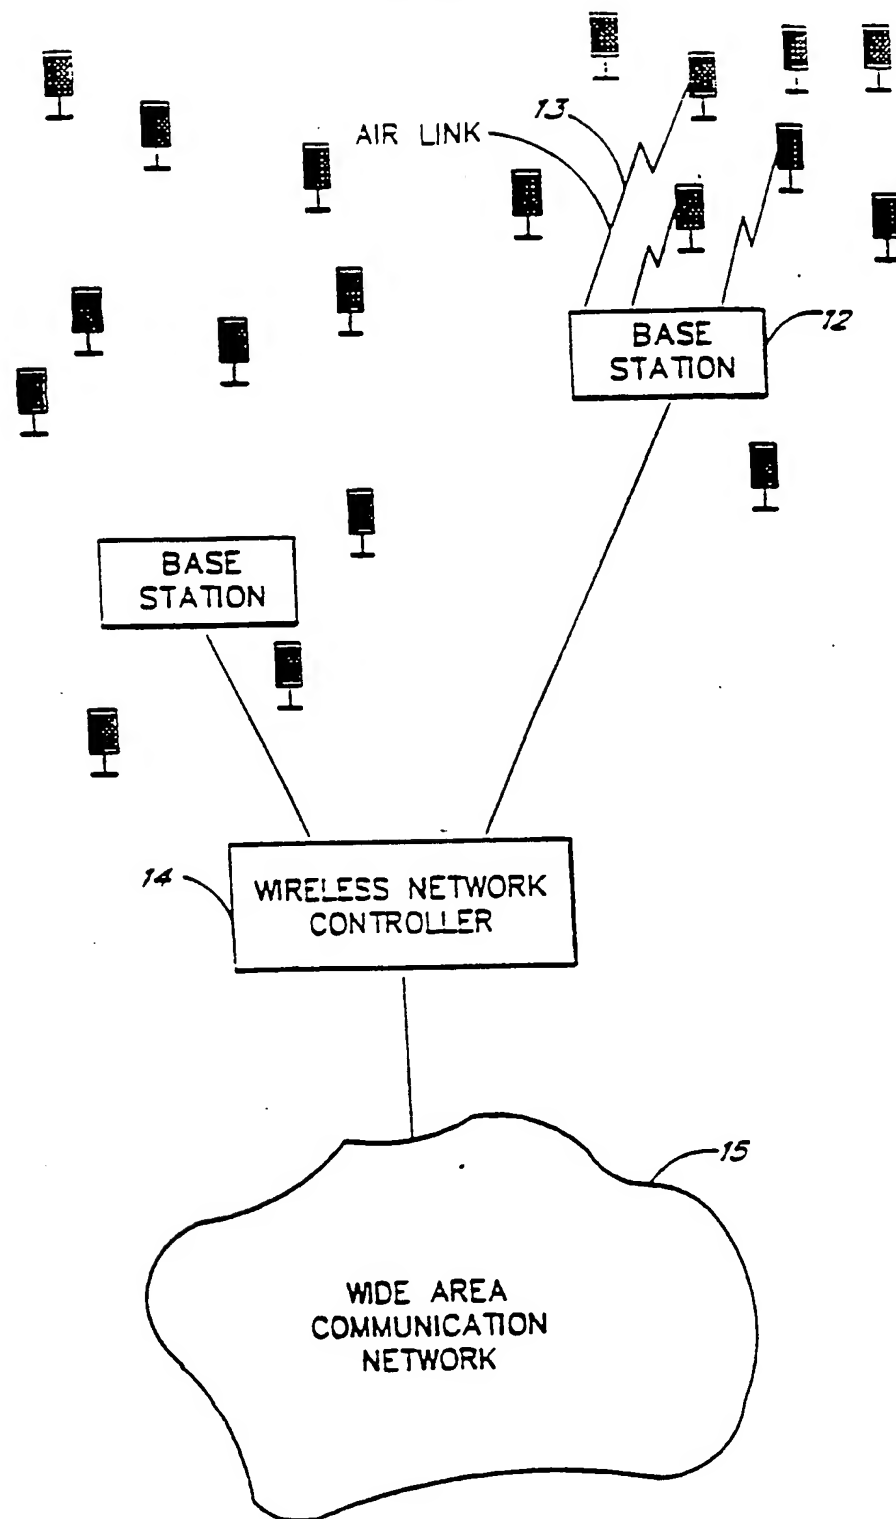 13
AIR LINK
BASE
STATION
12
BASE
STATION
14
WIRELESS NETWORK
CONTROLLER
15
WIDE AREA
COMMUNICATION
NETWORK